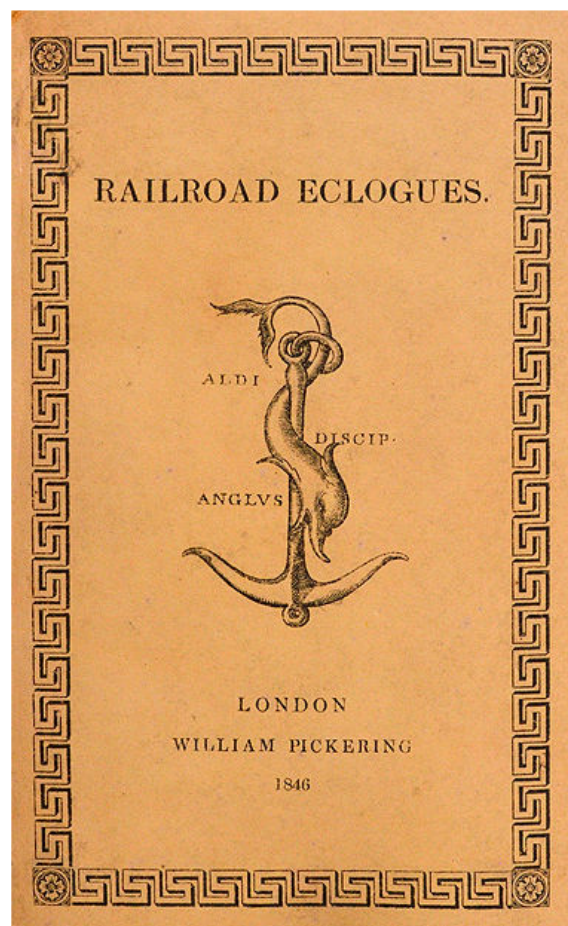 RAILROAD ECLOGUES.
ALDI
DISCIP.
ANGLVS
LONDON
WILLIAM PICKERING
1846